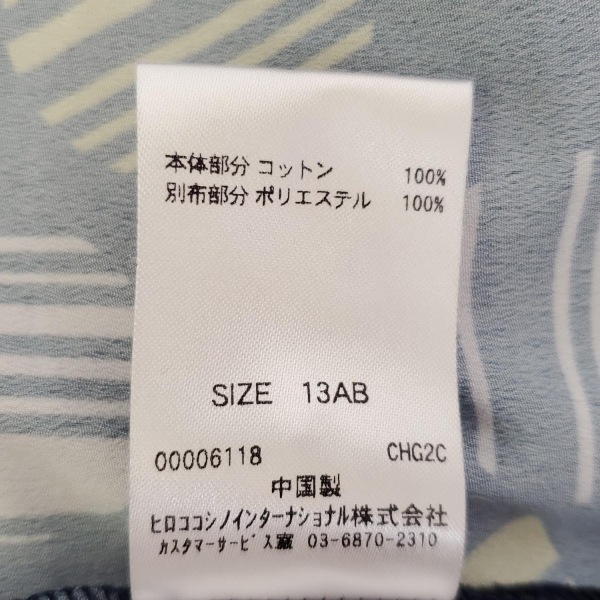 本体部分 コットン 100%
別布部分 ポリエステル 100%
SIZE 13AB
00006118 CHG2C
中国製
ヒロココシノインターナショナル株式会社
カスタマーサービス窓 03-6870-2310